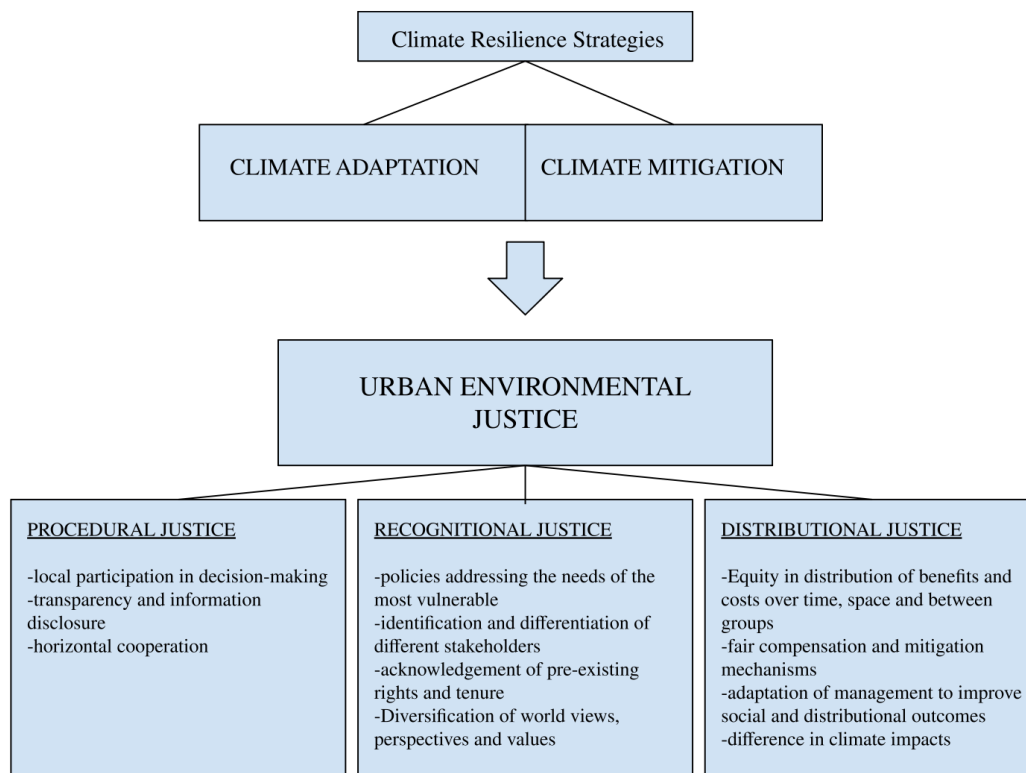 Climate Resilience Strategies
CLIMATE ADAPTATION
CLIMATE MITIGATION
URBAN ENVIRONMENTAL
JUSTICE
PROCEDURAL JUSTICE
-local participation in decision-making
-transparency and information
disclosure
-horizontal cooperation
RECOGNITIONAL JUSTICE
-policies addressing the needs of the
most vulnerable
-identification and differentiation of
different stakeholders
-acknowledgement of pre-existing
rights and tenure
-Diversification of world views,
perspectives and values
DISTRIBUTIONAL JUSTICE
-Equity in distribution of benefits and
costs over time, space and between
groups
-fair compensation and mitigation
mechanisms
-adaptation of management to improve
social and distributional outcomes
-difference in climate impacts